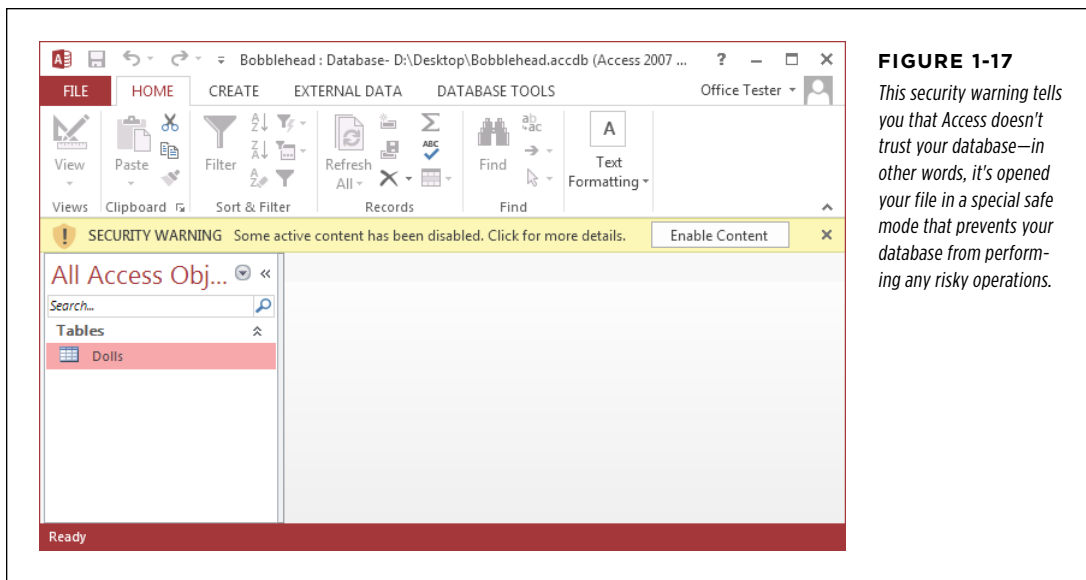 Bobblehead : Database- D:\Desktop\Bobblehead.accdb (Access 2007 ...
?
FILE HOME CREATE EXTERNAL DATA DATABASE TOOLS Office Tester
View
Paste
Filter
Refresh
All
ABC
Find
ab
ac
A
Text
Formatting
Views Clipboard Sort & Filter Records Find
SECURITY WARNING Some active content has been disabled. Click for more details. Enable Content
All Access Obj...
Search...
Tables
Dolls
Ready
FIGURE 1-17
This security warning tells
you that Access doesn't
trust your database—in
other words, it's opened
your file in a special safe
mode that prevents your
database from perform-
ing any risky operations.